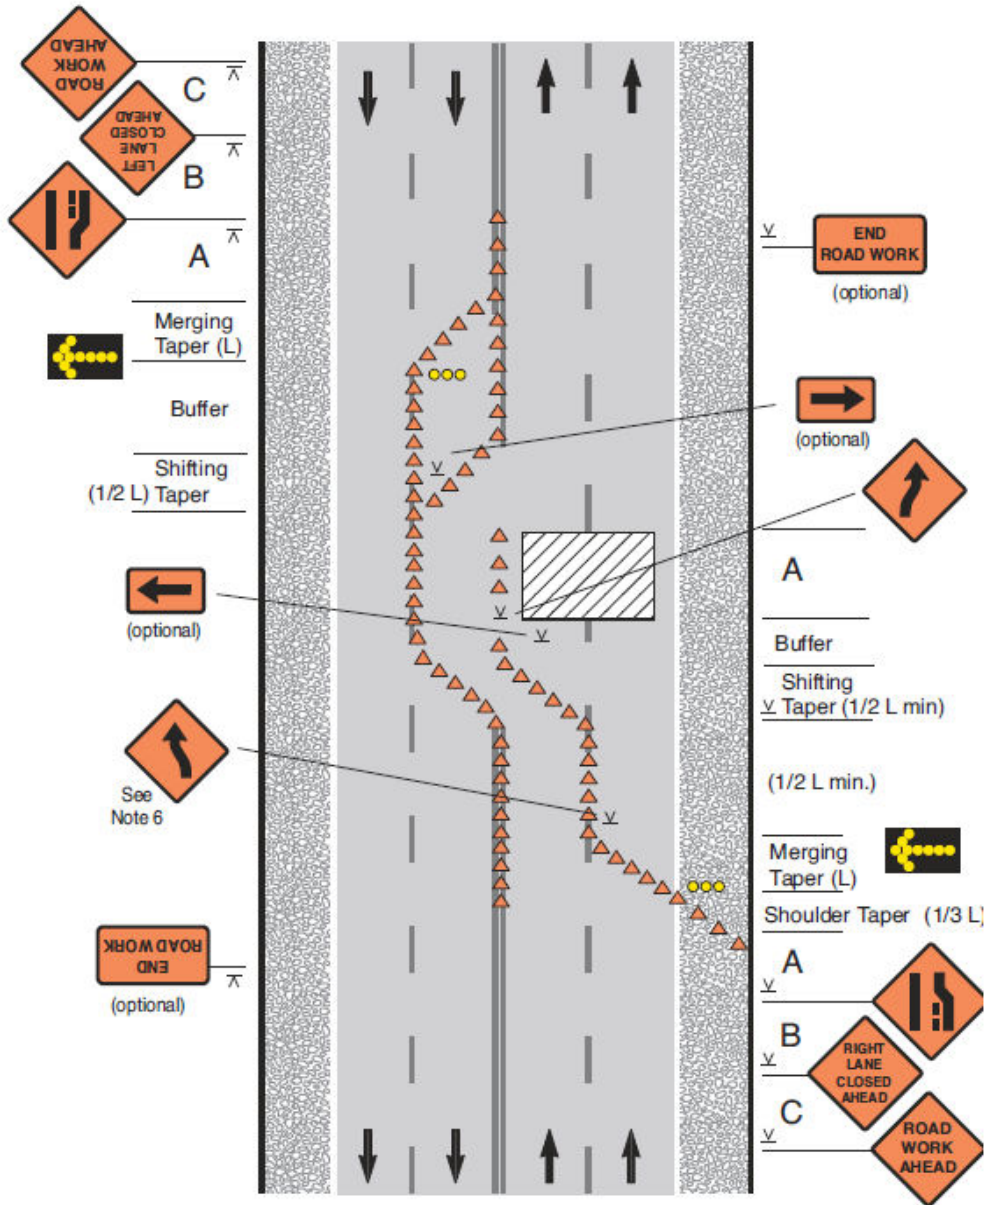 ROAD
WORK
AHEAD
C
LEFT
LANE
CLOSED
AHEAD
B
A
Merging
Taper (L)
Buffer
Shifting
(1/2 L) Taper
(optional)
See
Note 6
END
ROAD WORK
(optional)
END
ROAD WORK
(optional)
(optional)
A
Buffer
Shifting
Taper (1/2 L min)
(1/2 L min.)
Merging
Taper (L)
Shoulder Taper (1/3 L)
A
B
RIGHT
LANE
CLOSED
AHEAD
C
ROAD
WORK
AHEAD